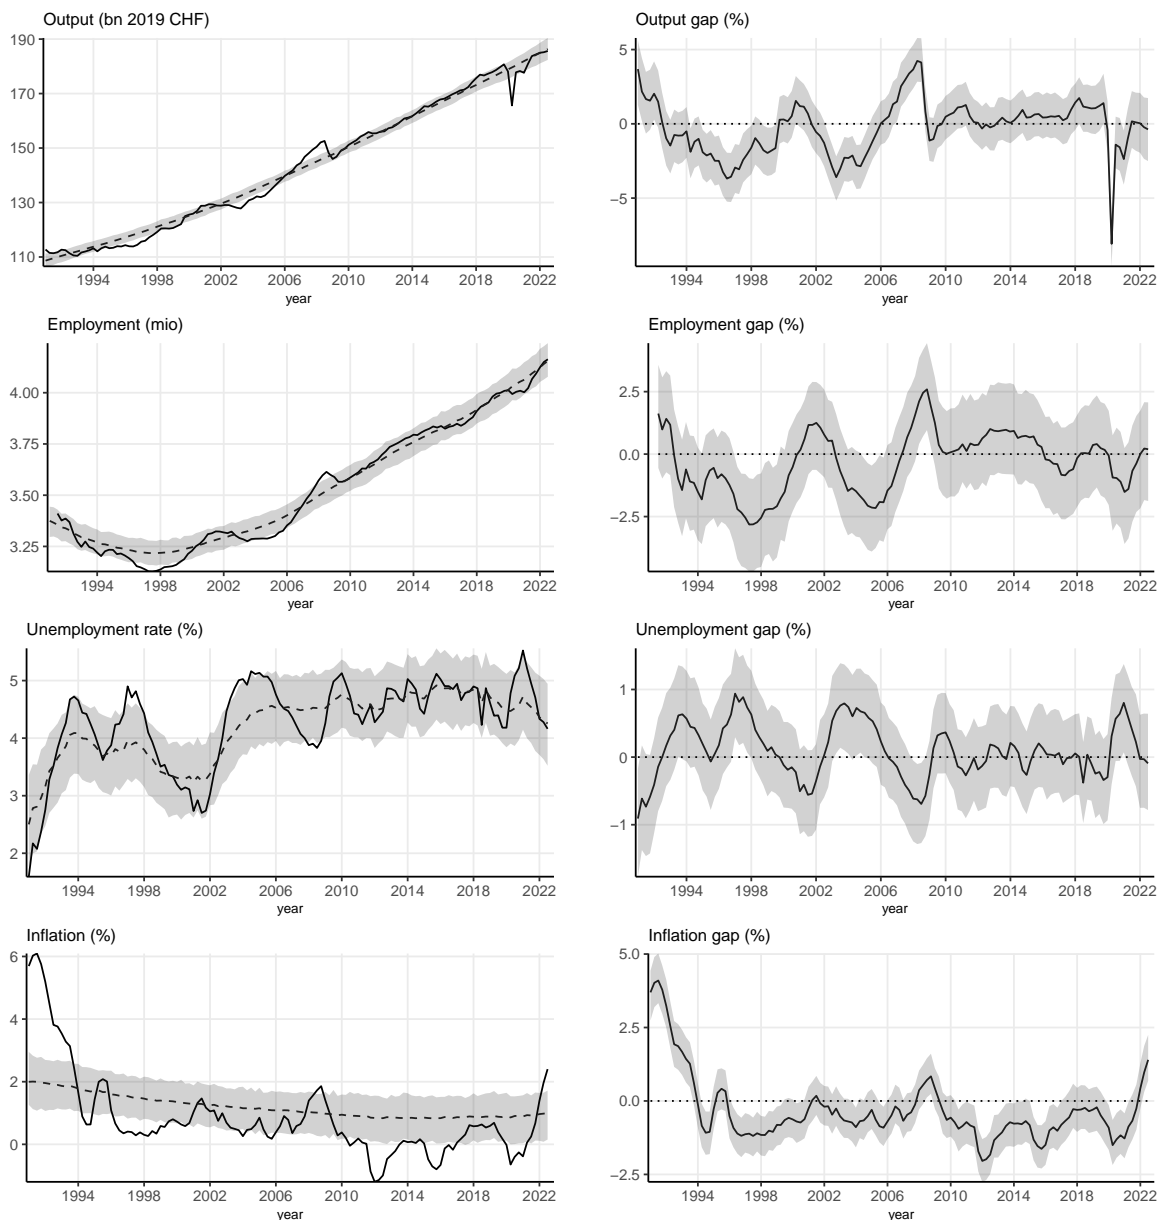 Output (bn 2019 CHF)
190
170
150
130
110
1994 1998 2002 2006 2010 2014 2018 2022
year
Output gap (%)
5
0
−5
1994 1998 2002 2006 2010 2014 2018 2022
year
Employment (mio)
4.00
3.75
3.50
3.25
1994 1998 2002 2006 2010 2014 2018 2022
year
Employment gap (%)
2.5
0.0
−2.5
1994 1998 2002 2006 2010 2014 2018 2022
year
Unemployment rate (%)
5
4
3
2
1994 1998 2002 2006 2010 2014 2018 2022
year
Unemployment gap (%)
1
0
−1
1994 1998 2002 2006 2010 2014 2018 2022
year
Inflation (%)
6
4
2
0
1994 1998 2002 2006 2010 2014 2018 2022
year
Inflation gap (%)
5.0
2.5
0.0
−2.5
1994 1998 2002 2006 2010 2014 2018 2022
year